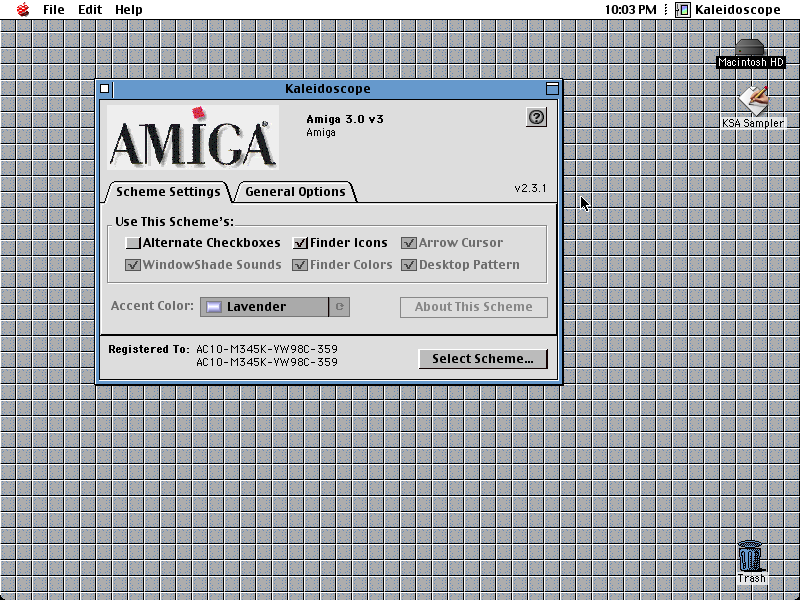 File Edit Help 10:03 PM Kaleidoscope
Macintosh HD
KSA Sampler
Kaleidoscope
AMIGA®
Amiga 3.0 v3
Amiga
?
Scheme Settings General Options v2.3.1
Use This Scheme's:
Alternate Checkboxes Finder Icons Arrow Cursor
WindowShade Sounds Finder Colors Desktop Pattern
Accent Color: Lavender About This Scheme
Registered To: AC10-M345K-VW98C-359
AC10-M345K-VW98C-359
Select Scheme...
Trash